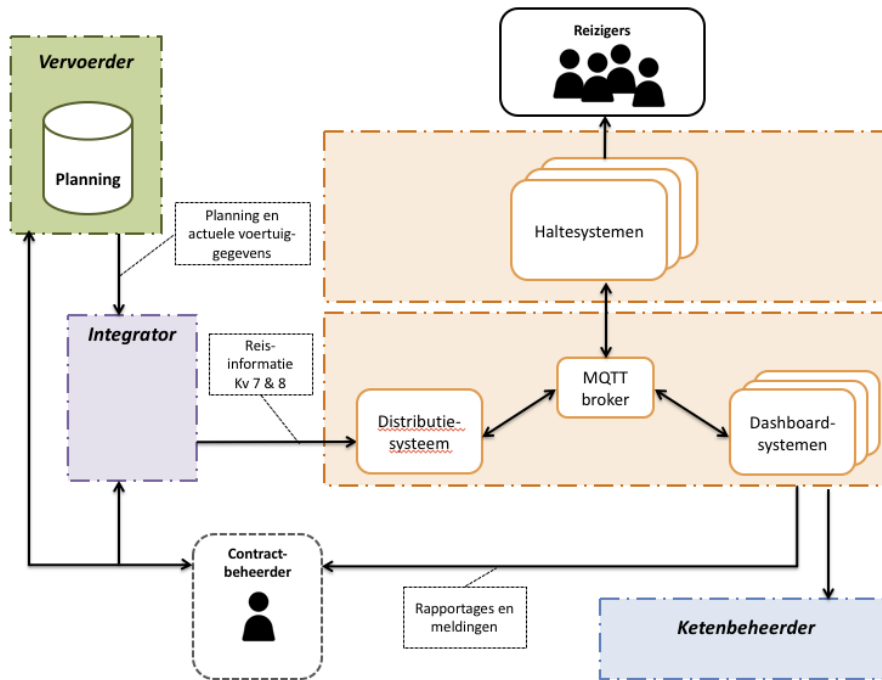 Reizigers
Vervoerder
Planning
Planning en
actuele voertuig-
gegevens
Haltesystemen
Integrator
Reis-
informatie
Kv 7 & 8
MQTT
broker
Distributie-
systeem
Dashboard-
systemen
Contract-
beheerder
Rapportages en
meldingen
Ketenbeheerder